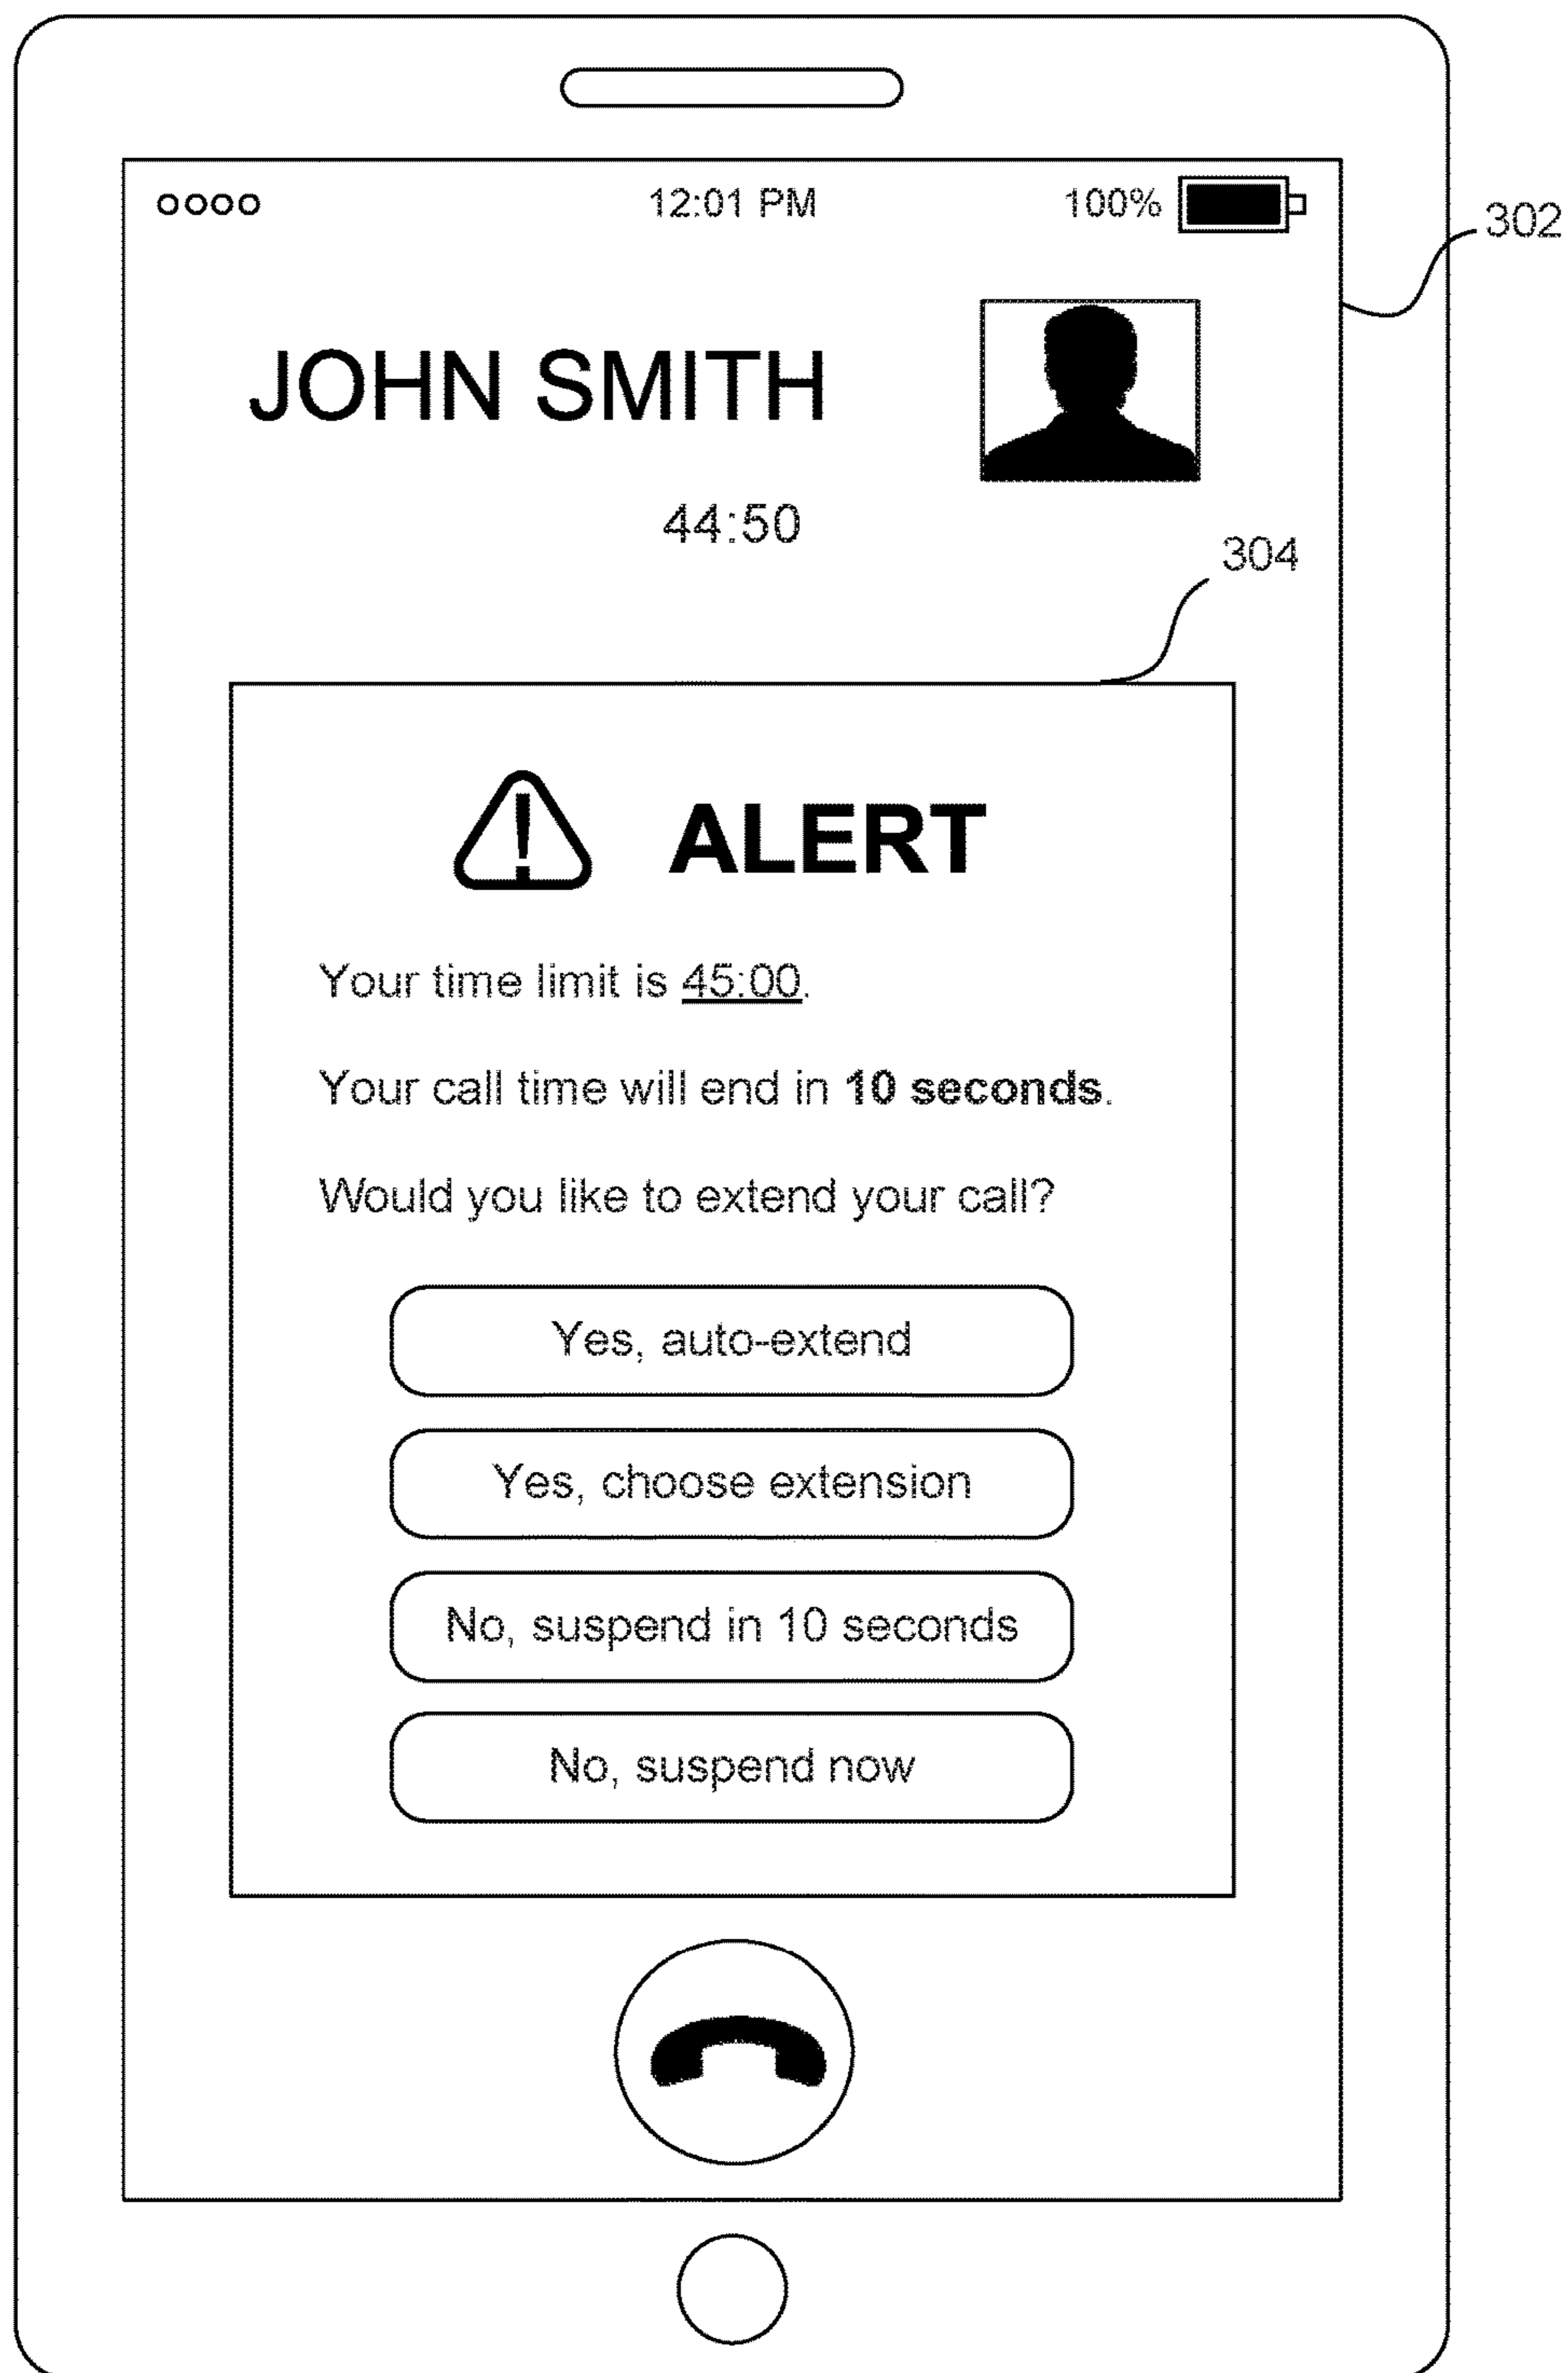 12:01 PM 100%
302
JOHN SMITH
44:50
304
ALERT
Your time limit is 45:00.
Your call time will end in 10 seconds.
Would you like to extend your call?
Yes, auto-extend
Yes, choose extension
No, suspend in 10 seconds
No, suspend now